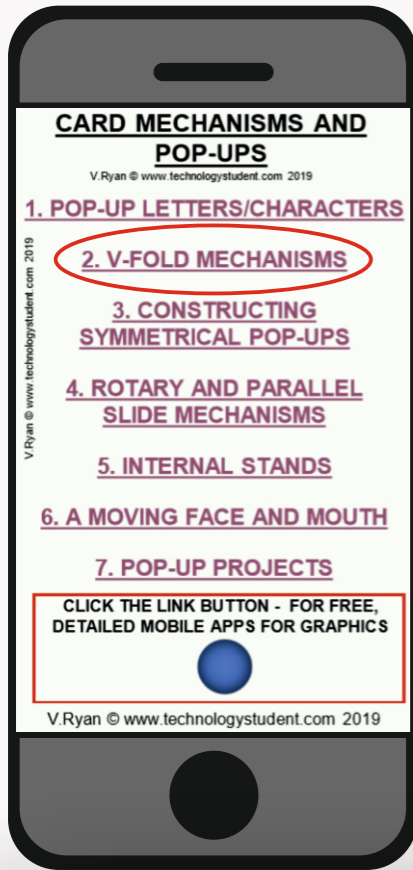 CARD MECHANISMS AND
POP-UPS
V.Ryan © www.technologystudent.com 2019
1. POP-UP LETTERS/CHARACTERS
2. V-FOLD MECHANISMS
3. CONSTRUCTING
SYMMETRICAL POP-UPS
4. ROTARY AND PARALLEL
SLIDE MECHANISMS
5. INTERNAL STANDS
6. A MOVING FACE AND MOUTH
7. POP-UP PROJECTS
V.Ryan © www.technologystudent.com 2019
CLICK THE LINK BUTTON - FOR FREE,
DETAILED MOBILE APPS FOR GRAPHICS
V.Ryan © www.technologystudent.com 2019